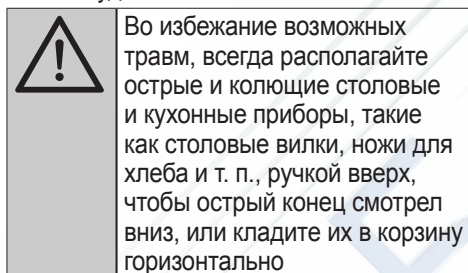 Во избежание возможных
травм, всегда располагайте
острые и колющие столовые
и кухонные приборы, такие
как столовые вилки, ножи для
хлеба и т. п., ручкой вверх,
чтобы острый конец смотрел
вниз, или кладите их в корзину
горизонтально